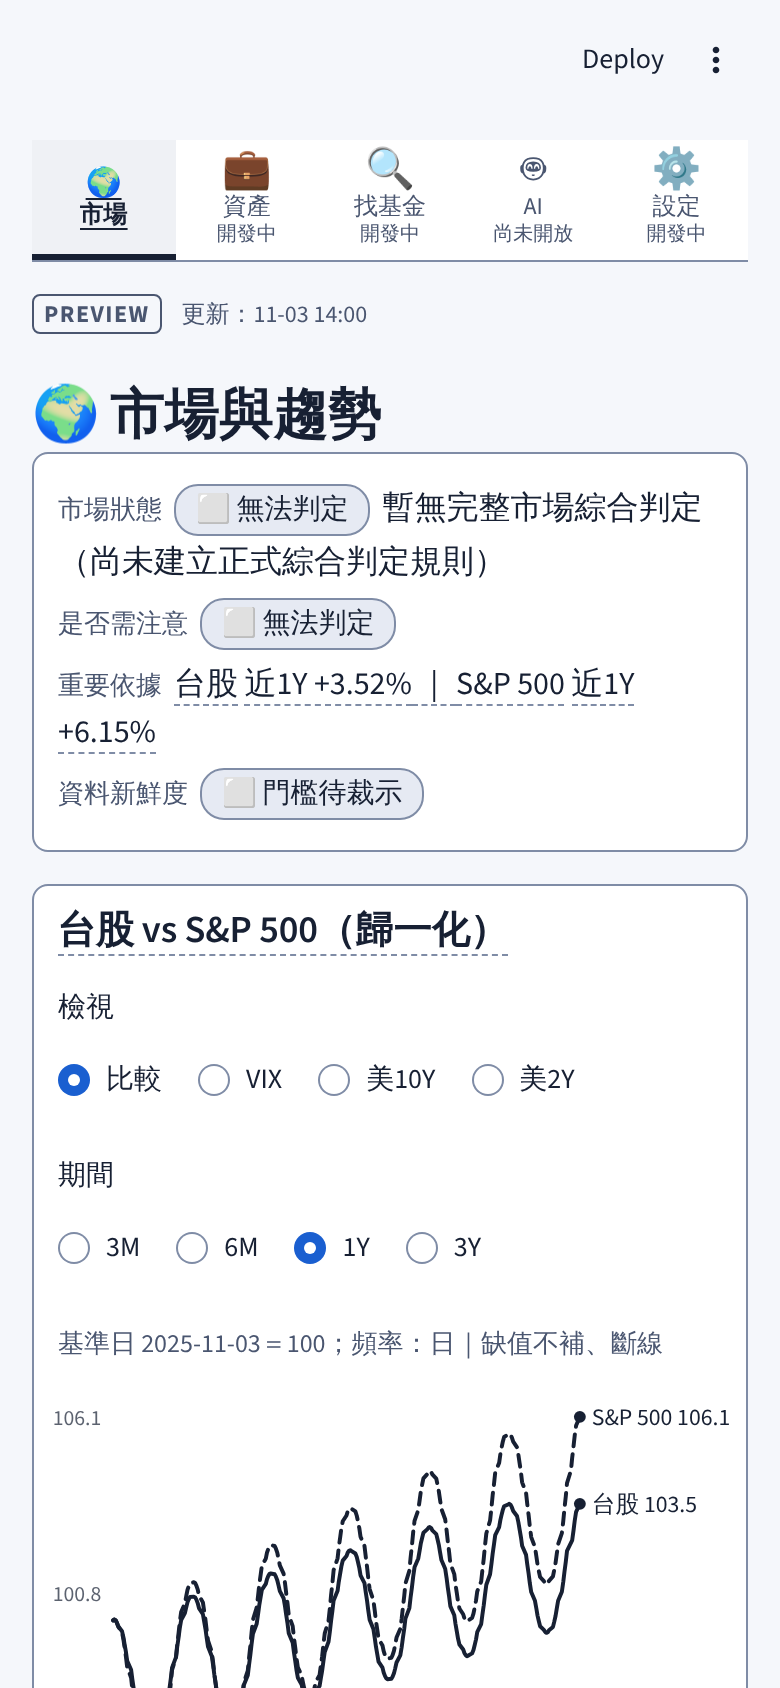 Deploy
市場
資產
開發中
找基金
開發中
AI
尚未開放
設定
開發中
PREVIEW 更新：11-03 14:00
市場與趨勢
市場狀態 無法判定 暫無完整市場綜合判定
（尚未建立正式綜合判定規則）
是否需注意 無法判定
重要依據 台股 近1Y +3.52% ｜ S&P 500 近1Y
+6.15%
資料新鮮度 門檻待裁示
台股 vs S&P 500（歸一化）
檢視
比較 VIX 美10Y 美2Y
期間
3M 6M 1Y 3Y
基準日 2025-11-03＝100；頻率：日｜缺值不補、斷線
106.1
S&P 500 106.1
台股 103.5
100.8